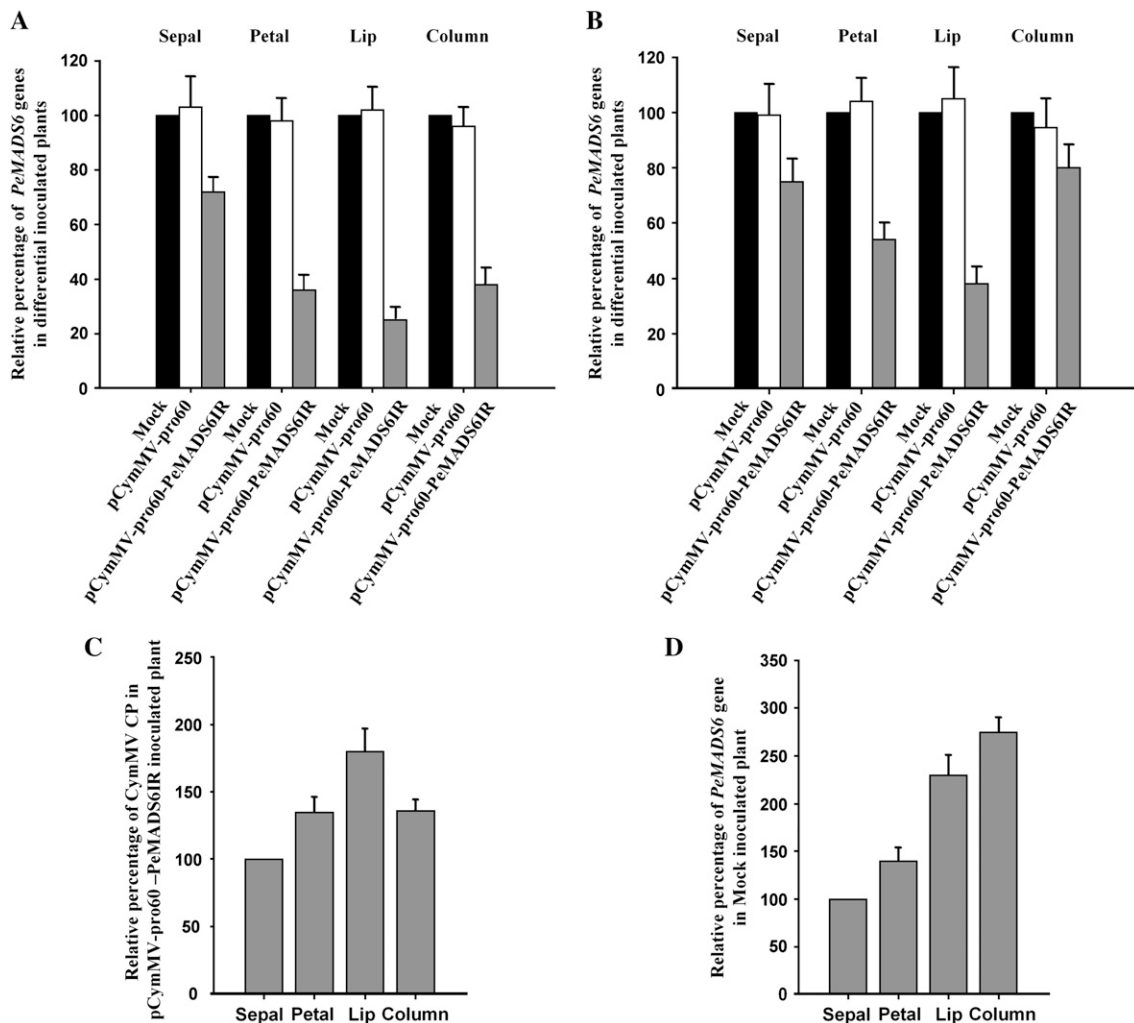 A
Sepal Petal Lip Column
Relative percentage of PeMADS6 genes
in differential inoculated plants
120
100
80
60
40
20
0
Mock
pCymMV-pro60
pCymMV-pro60-PeMADS6IR
Mock
pCymMV-pro60
pCymMV-pro60-PeMADS6IR
Mock
pCymMV-pro60
pCymMV-pro60-PeMADS6IR
Mock
pCymMV-pro60
pCymMV-pro60-PeMADS6IR
B
Sepal Petal Lip Column
Relative percentage of PeMADS6 genes
in differential inoculated plants
120
100
80
60
40
20
0
Mock
pCymMV-pro60
pCymMV-pro60-PeMADS6IR
Mock
pCymMV-pro60
pCymMV-pro60-PeMADS6IR
Mock
pCymMV-pro60
pCymMV-pro60-PeMADS6IR
Mock
pCymMV-pro60
pCymMV-pro60-PeMADS6IR
C
Relative percentage of CymMV CP in
pCymMV-pro60 –PeMADS6IR inoculated plant
250
200
150
100
50
0
Sepal Petal Lip Column
D
Relative percentage of PeMADS6 gene
in Mock inoculated plant
350
300
250
200
150
100
50
0
Sepal Petal Lip Column